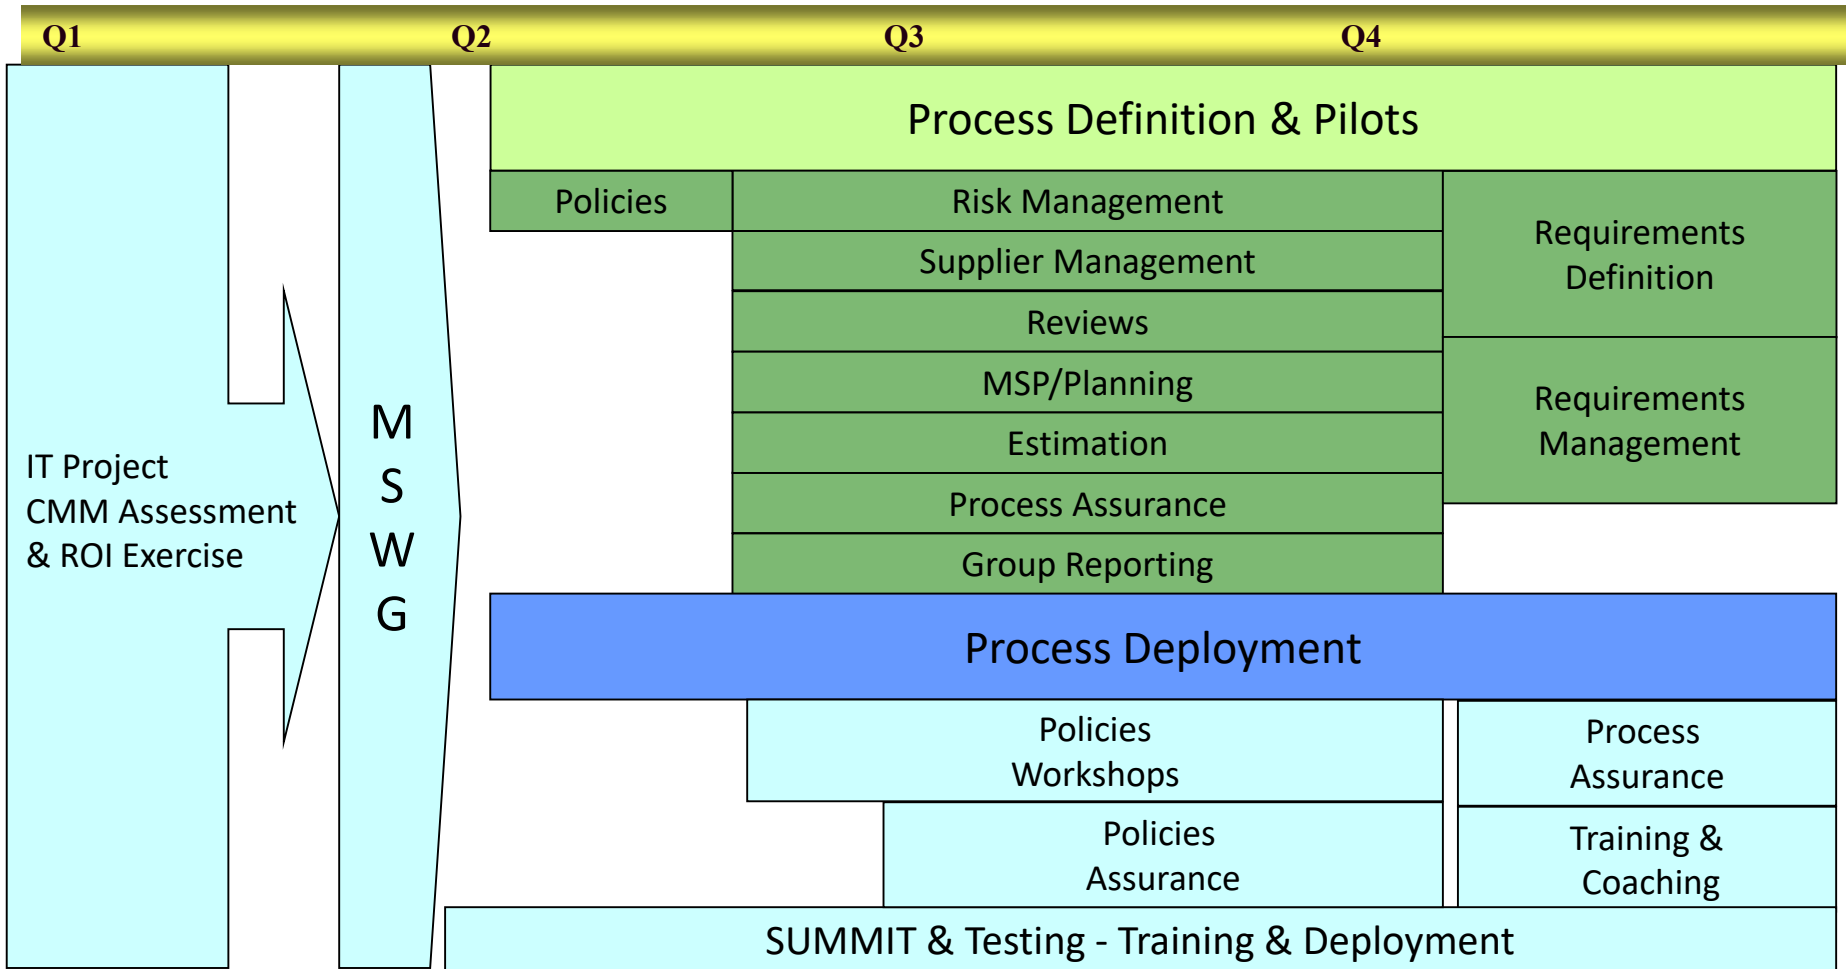 Q1
Q2
Q3
Q4
IT Project
CMM Assessment
& ROI Exercise
M
S
W
G
Process Definition & Pilots
Policies
Risk Management
Supplier Management
Reviews
MSP/Planning
Estimation
Process Assurance
Group Reporting
Requirements
Definition
Requirements
Management
Process Deployment
Policies
Workshops
Policies
Assurance
Process
Assurance
Training &
Coaching
SUMMIT & Testing - Training & Deployment